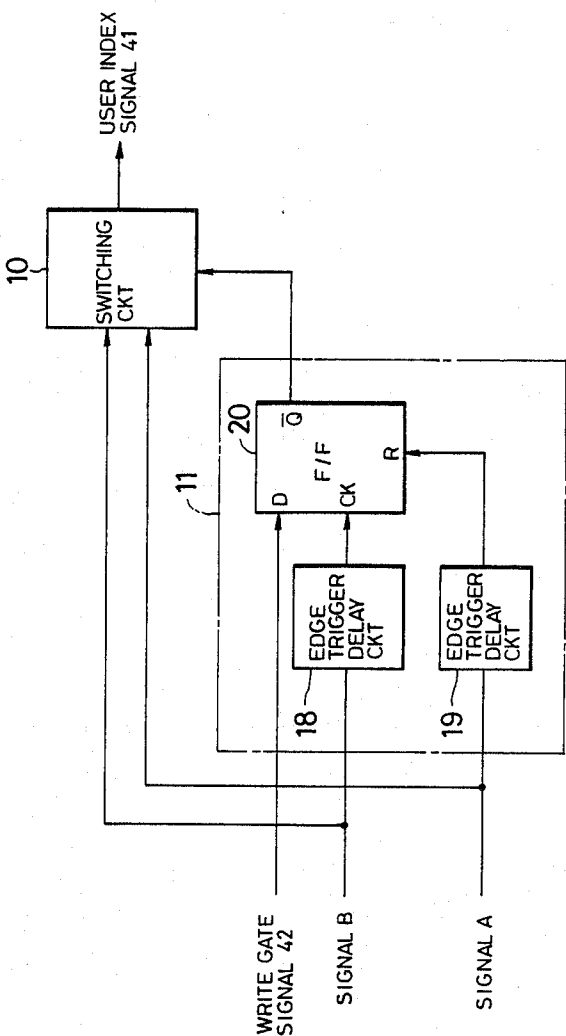 10
SWITCHING
CKT
USER INDEX
SIGNAL 41
11
20
D
Q̅
F/F
CK
R
EDGE
TRIGGER
DELAY
CKT
18
EDGE
TRIGGER
DELAY
CKT
19
WRITE GATE
SIGNAL 42
SIGNAL B
SIGNAL A